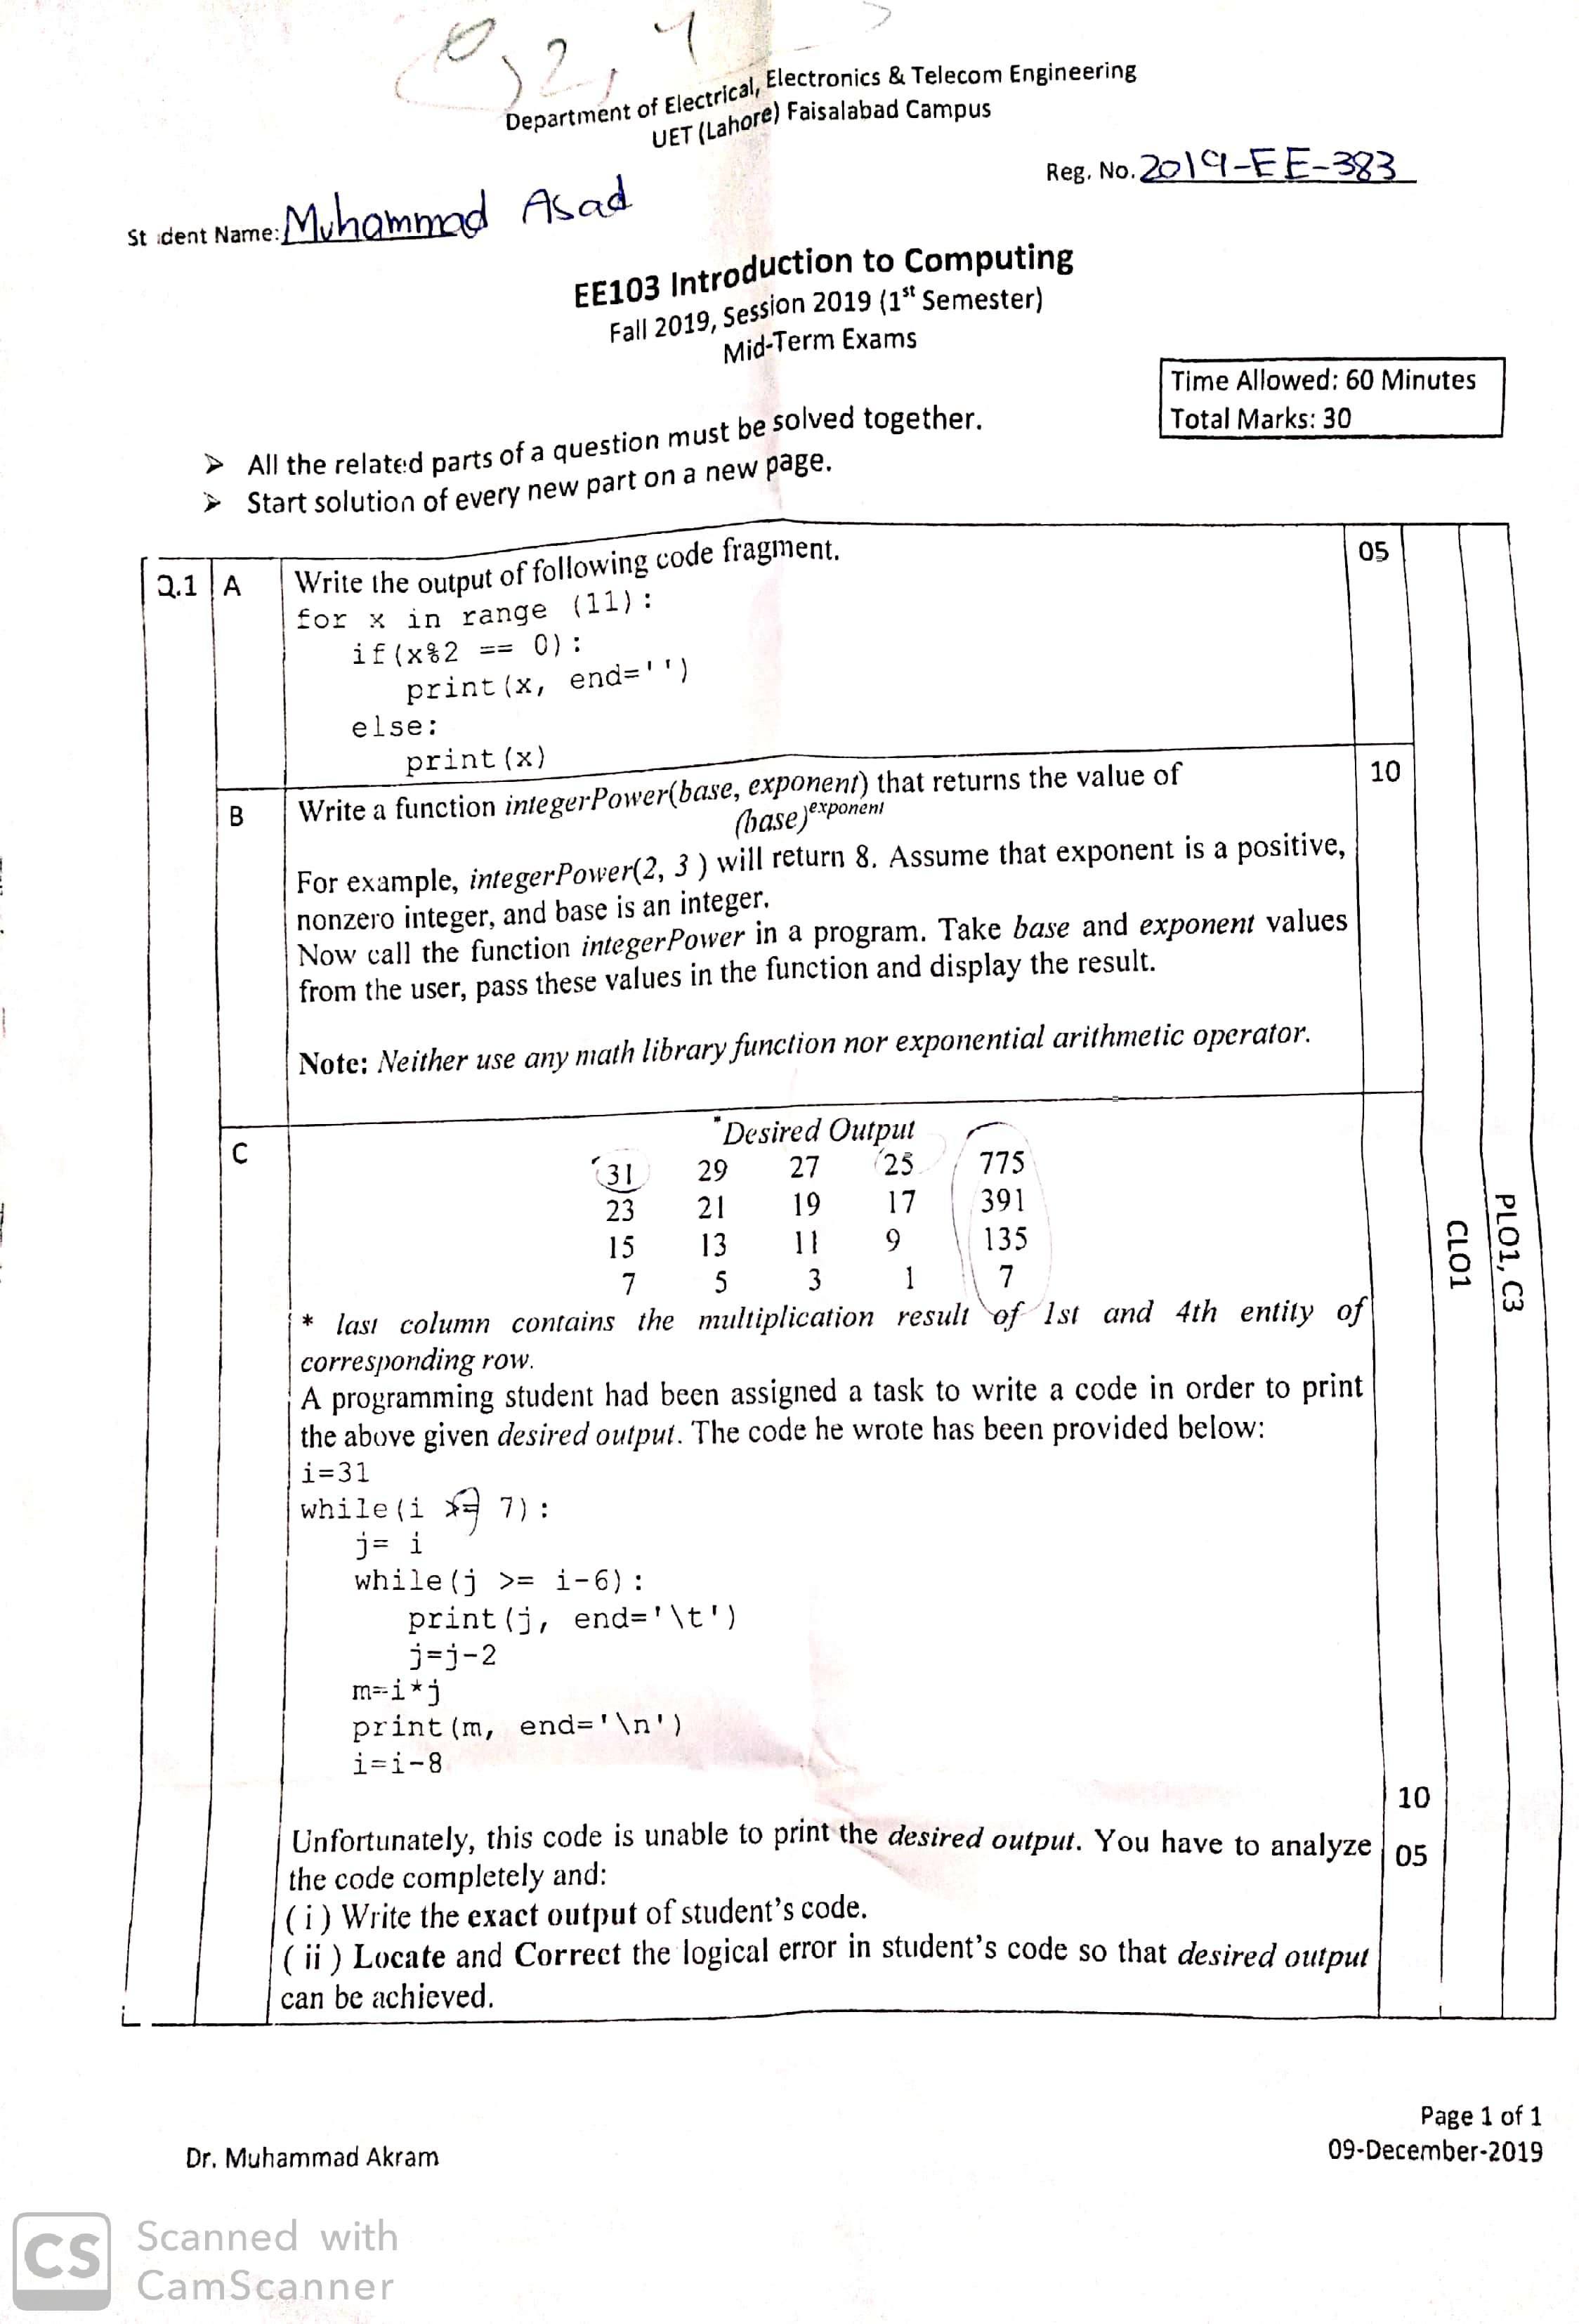 0, 2, 4
Department of Electrical, Electronics & Telecom Engineering
UET (Lahore) Faisalabad Campus
Reg. No. 2019-EE-383
Student Name: Muhammad Asad
EE103 Introduction to Computing
Fall 2019, Session 2019 (1st Semester)
Mid-Term Exams
Time Allowed: 60 Minutes
Total Marks: 30
➢ All the related parts of a question must be solved together.
➢ Start solution of every new part on a new page.
Q.1 A Write the output of following code fragment. 05
for x in range (11):
if(x%2 == 0):
print(x, end='')
else:
print(x)
B Write a function integerPower(base, exponent) that returns the value of 10
(base)^exponent
For example, integerPower(2, 3 ) will return 8. Assume that exponent is a positive,
nonzero integer, and base is an integer.
Now call the function integerPower in a program. Take base and exponent values
from the user, pass these values in the function and display the result.
Note: Neither use any math library function nor exponential arithmetic operator.
C *Desired Output
31 29 27 25 775
23 21 19 17 391
15 13 11 9 135
7 5 3 1 7
* last column contains the multiplication result of 1st and 4th entity of
corresponding row.
A programming student had been assigned a task to write a code in order to print
the above given desired output. The code he wrote has been provided below:
i=31
while(i >= 7):
j= i
while(j >= i-6):
print(j, end='\t')
j=j-2
m=i*j
print(m, end='\n')
i=i-8
10
Unfortunately, this code is unable to print the desired output. You have to analyze 05
the code completely and:
( i ) Write the exact output of student's code.
( ii ) Locate and Correct the logical error in student's code so that desired output
can be achieved.
CLO1
PLO1, C3
Page 1 of 1
Dr. Muhammad Akram
09-December-2019
CS
Scanned with
CamScanner